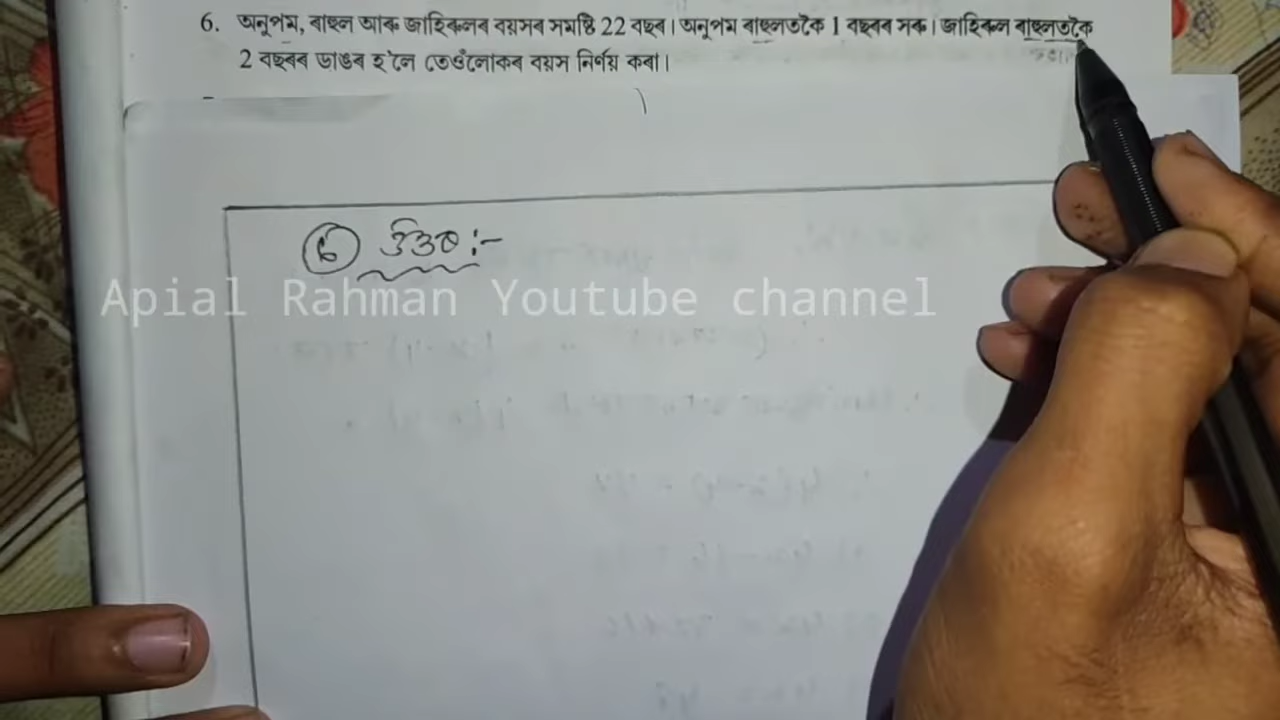 6. অনুপম, ৰাহুল আৰু জাহিৰুলৰ বয়সৰ সমষ্টি 22 বছৰ। অনুপম ৰাহুলতকৈ 1 বছৰৰ সৰু। জাহিৰুল ৰাহুলতকৈ
2 বছৰৰ ডাঙৰ হ'লে তেওঁলোকৰ বয়স নিৰ্ণয় কৰা।
৬ উত্তৰ :-
Apial Rahman Youtube channel